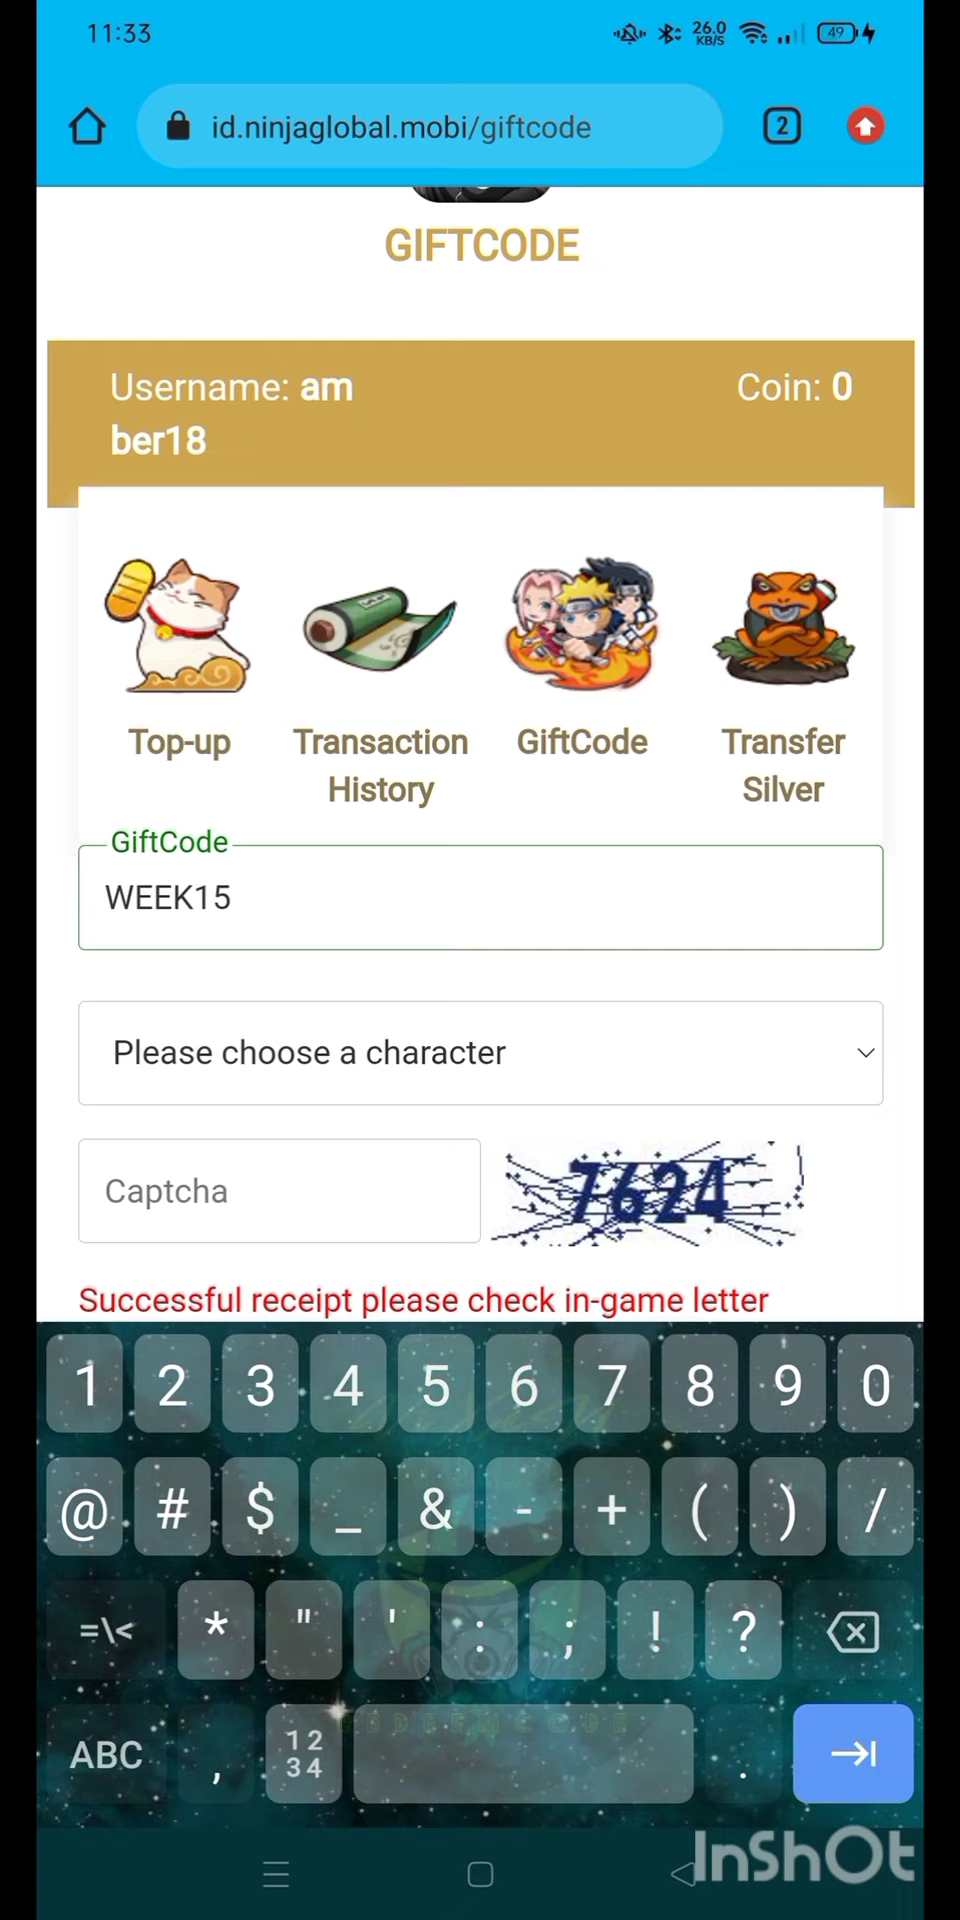 11:33
26.0
KB/S
49
id.ninjaglobal.mobi/giftcode
2
GIFTCODE
Username: am
ber18
Coin: 0
Top-up
Transaction
History
GiftCode
Transfer
Silver
GiftCode
WEEK15
Please choose a character
Captcha
7624
Successful receipt please check in-game letter
1 2 3 4 5 6 7 8 9 0
@ # $ _ & - + ( ) /
=\< * " ' : ; ! ?
REDEEM CODE
ABC , 12 .
34
InShOt